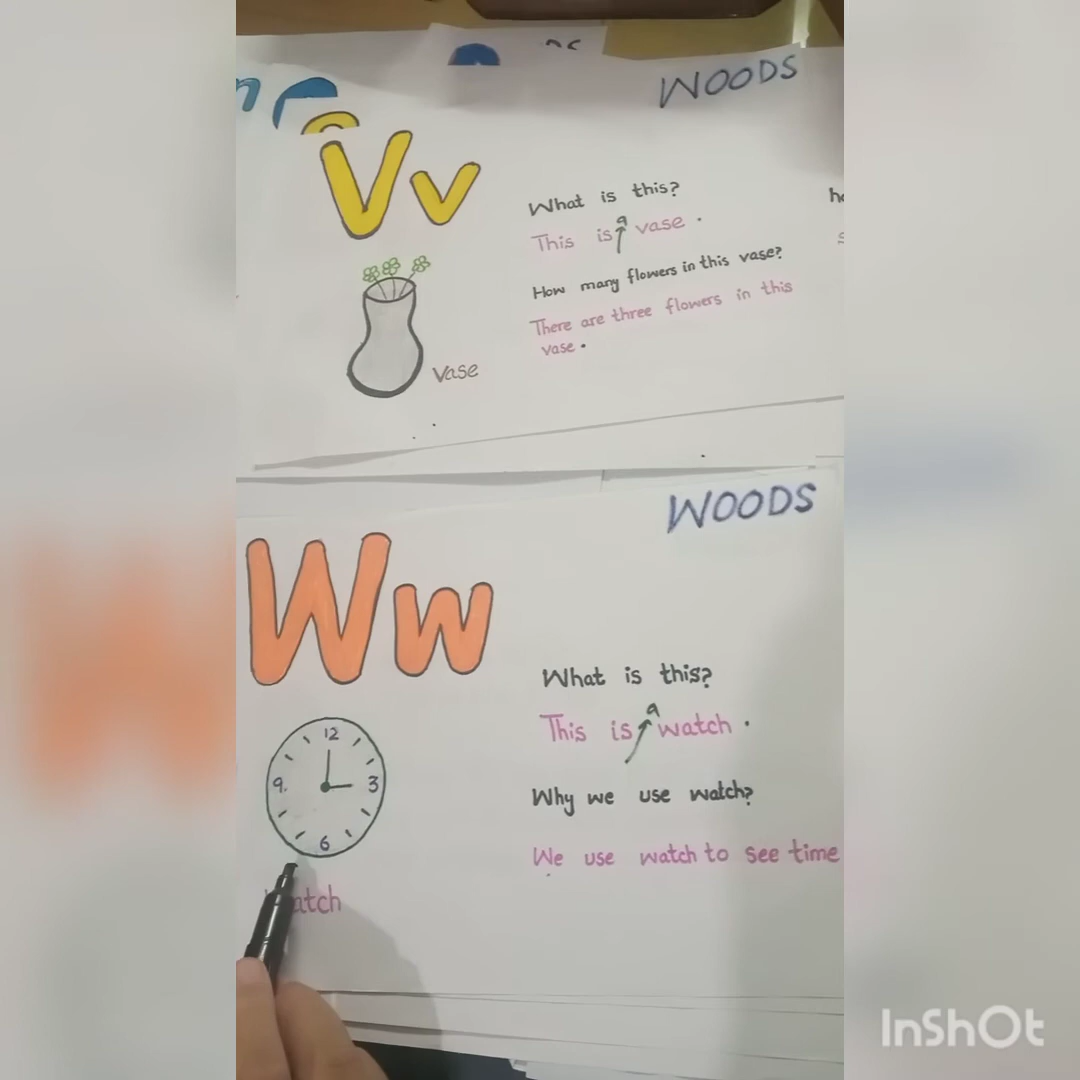 WOODS
Vv
What is this?
This is a vase .
How many flowers in this vase?
There are three flowers in this
vase .
vase
WOODS
Ww
What is this?
This is a watch .
12
9
3
6
Why we use watch?
We use watch to see time
atch
InShOt